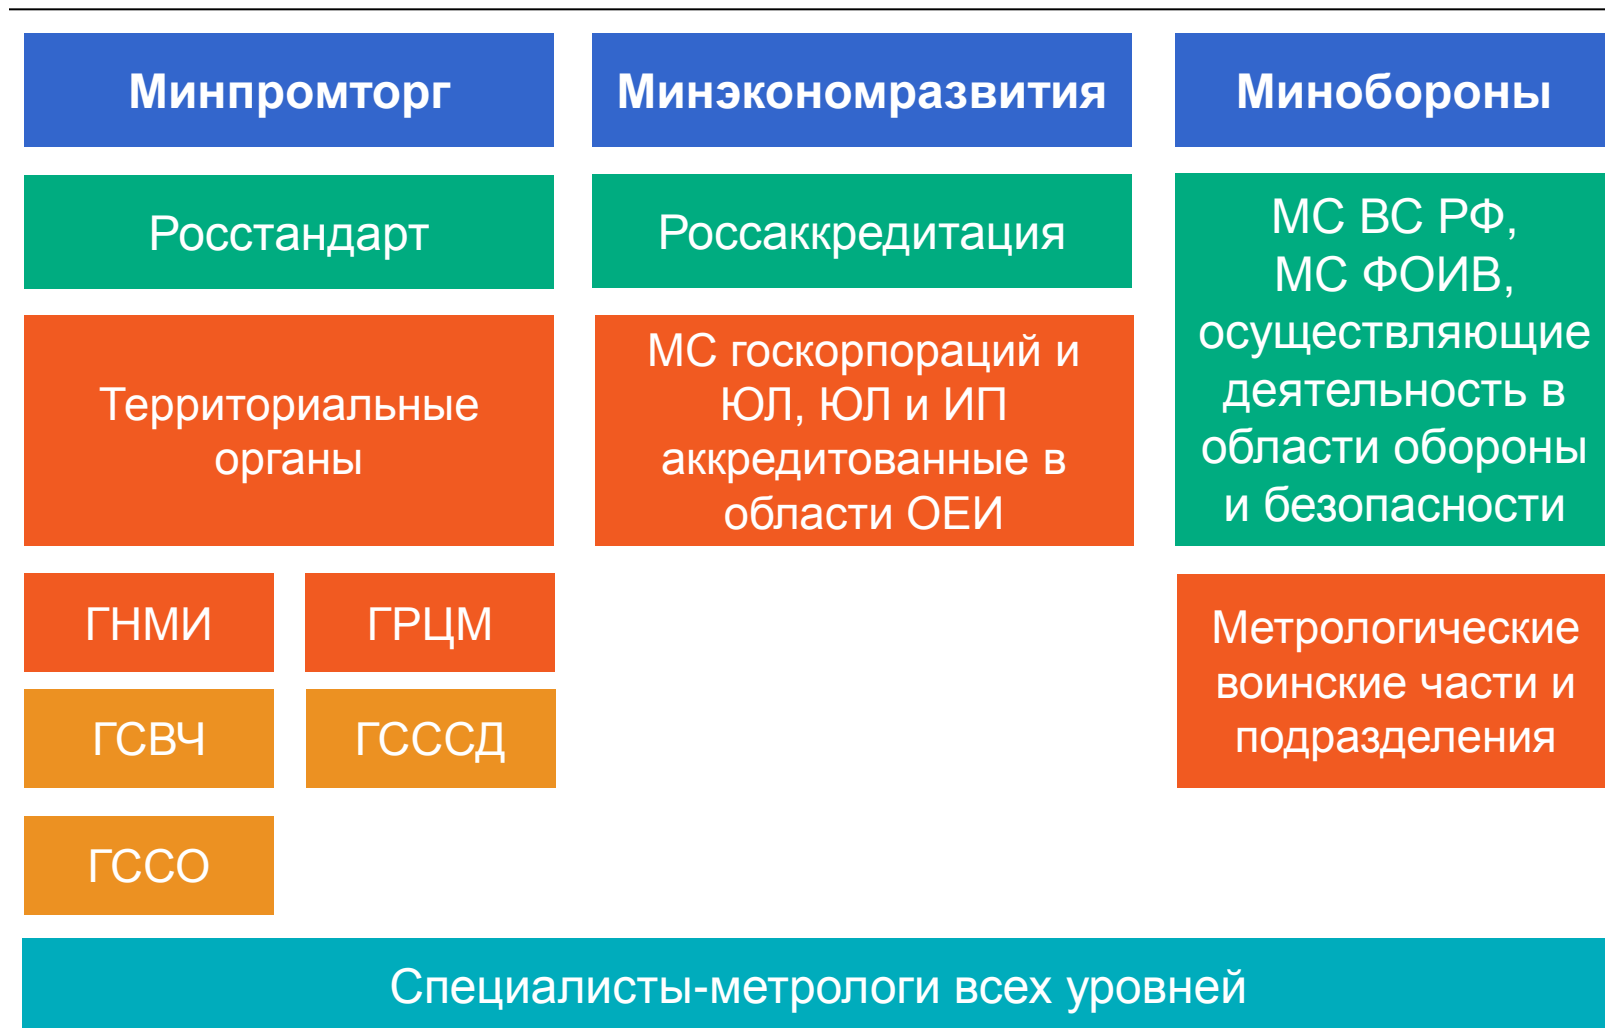 Минпромторг
Минэкономразвития
Минобороны
Росстандарт
Россаккредитация
МС ВС РФ,
МС ФОИВ,
осуществляющие
деятельность в
области обороны
и безопасности
Территориальные
органы
МС госкорпораций и
ЮЛ, ЮЛ и ИП
аккредитованные в
области ОЕИ
ГНМИ
ГРЦМ
Метрологические
воинские части и
подразделения
ГСВЧ
ГСССД
ГССО
Специалисты-метрологи всех уровней